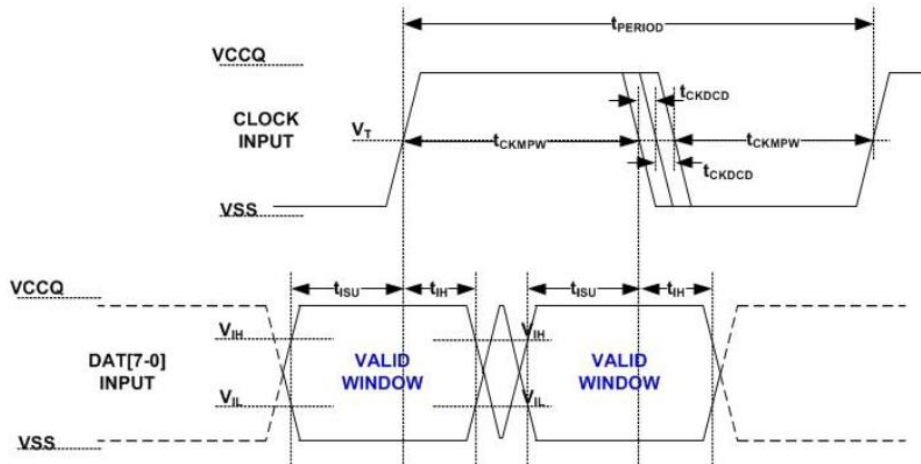 tPERIOD
VCCQ
tCKDCD
CLOCK
INPUT
VT
tCKMPW
tCKMPW
tCKDCD
VSS
VCCQ
tISU
tIH
tISU
tIH
VIH
VIH
DAT[7-0]
INPUT
VALID
WINDOW
VALID
WINDOW
VIL
VIL
VSS